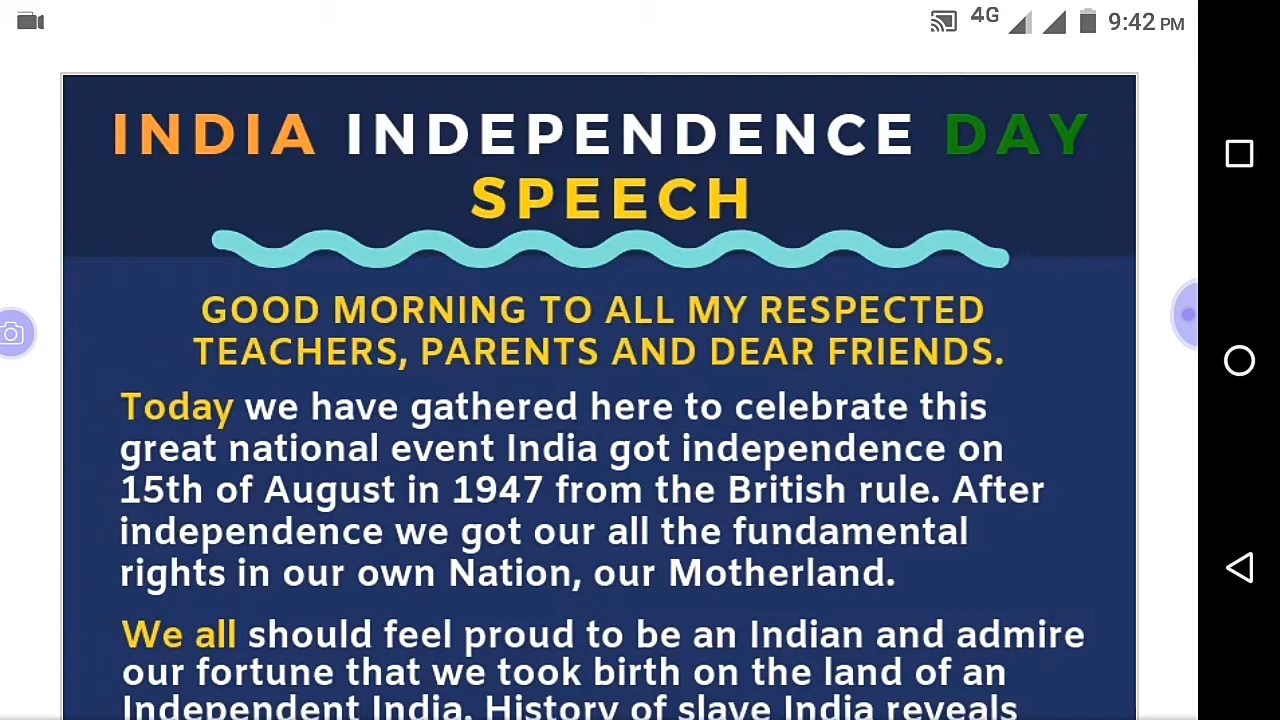 4G 9:42 PM
INDIA INDEPENDENCE DAY
SPEECH
GOOD MORNING TO ALL MY RESPECTED
TEACHERS, PARENTS AND DEAR FRIENDS.
Today we have gathered here to celebrate this
great national event India got independence on
15th of August in 1947 from the British rule. After
independence we got our all the fundamental
rights in our own Nation, our Motherland.
We all should feel proud to be an Indian and admire
our fortune that we took birth on the land of an
Independent India. History of slave India reveals